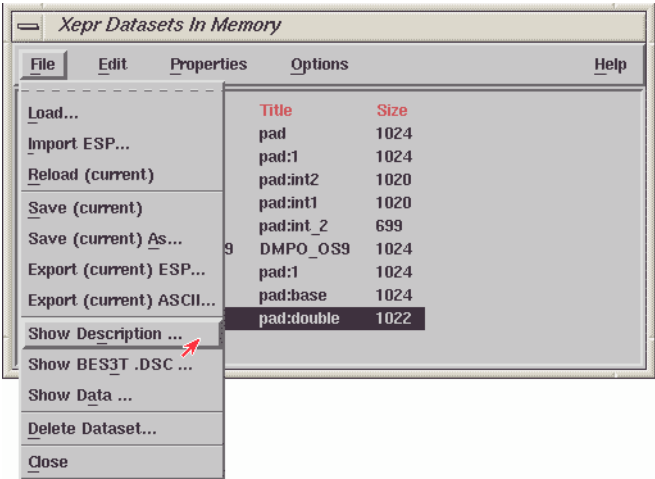 Xepr Datasets In Memory
File Edit Properties Options Help
Title Size
pad 1024
pad:1 1024
pad:int2 1020
pad:int1 1020
pad:int_2 699
9 DMPO_OS9 1024
pad:1 1024
pad:base 1024
pad:double 1022
Load...
Import ESP...
Reload (current)
Save (current)
Save (current) As...
Export (current) ESP...
Export (current) ASCII...
Show Description ...
Show BES3T .DSC ...
Show Data ...
Delete Dataset...
Close